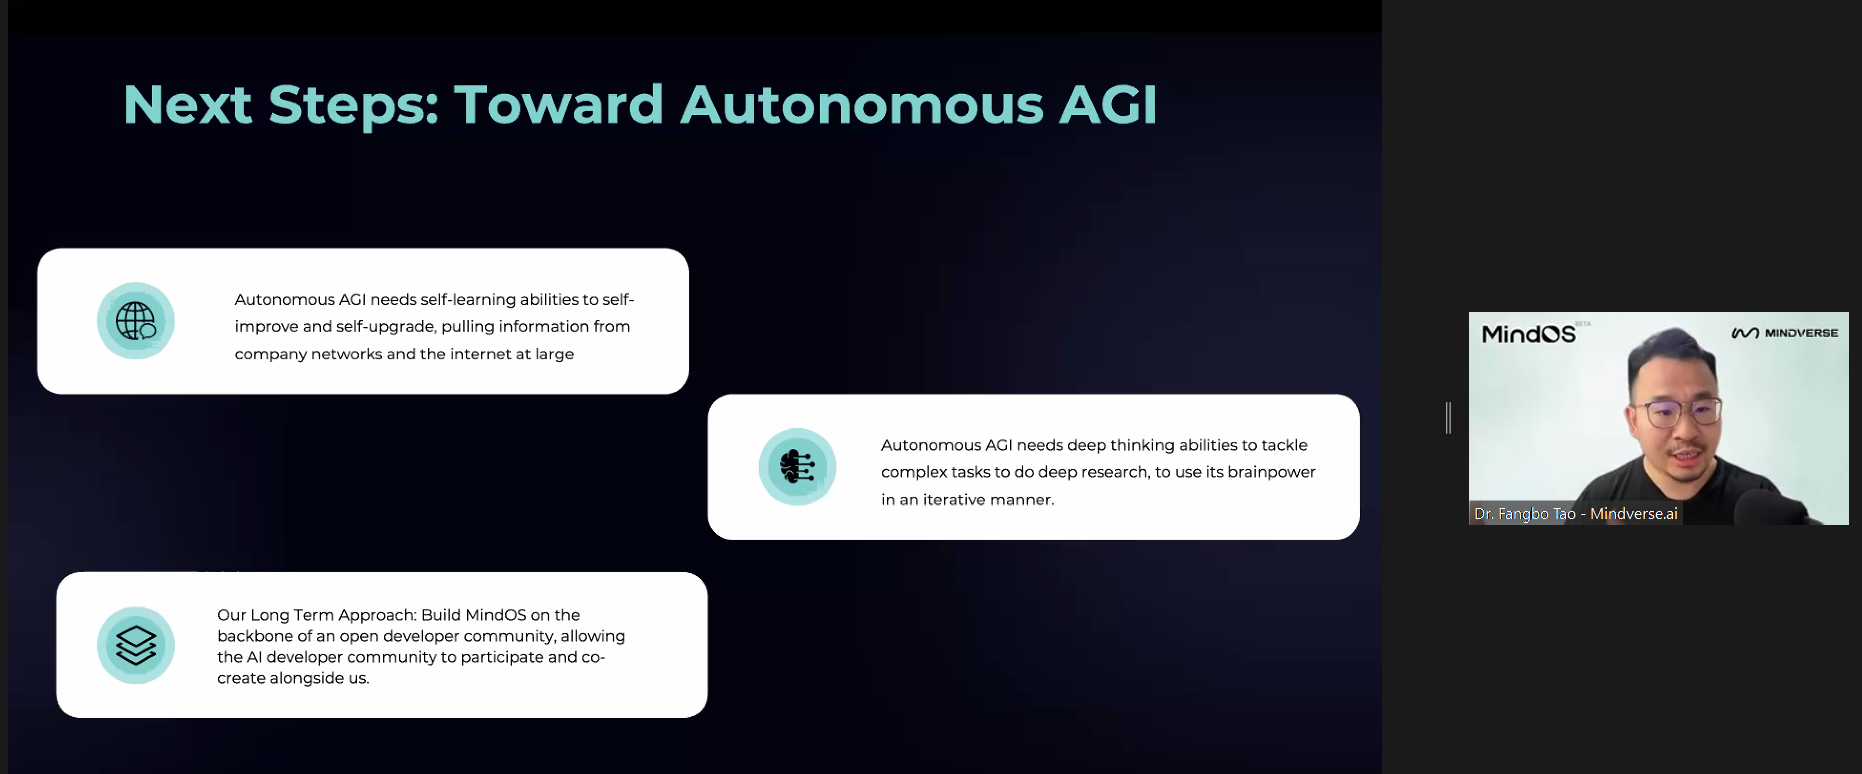 Next Steps: Toward Autonomous AGI
Autonomous AGI needs self-learning abilities to self-
improve and self-upgrade, pulling information from
company networks and the internet at large
Autonomous AGI needs deep thinking abilities to tackle
complex tasks to do deep research, to use its brainpower
in an iterative manner.
Our Long Term Approach: Build MindOS on the
backbone of an open developer community, allowing
the AI developer community to participate and co-
create alongside us.
MindOS BETA
MINDVERSE
Dr. Fangbo Tao - Mindverse.ai